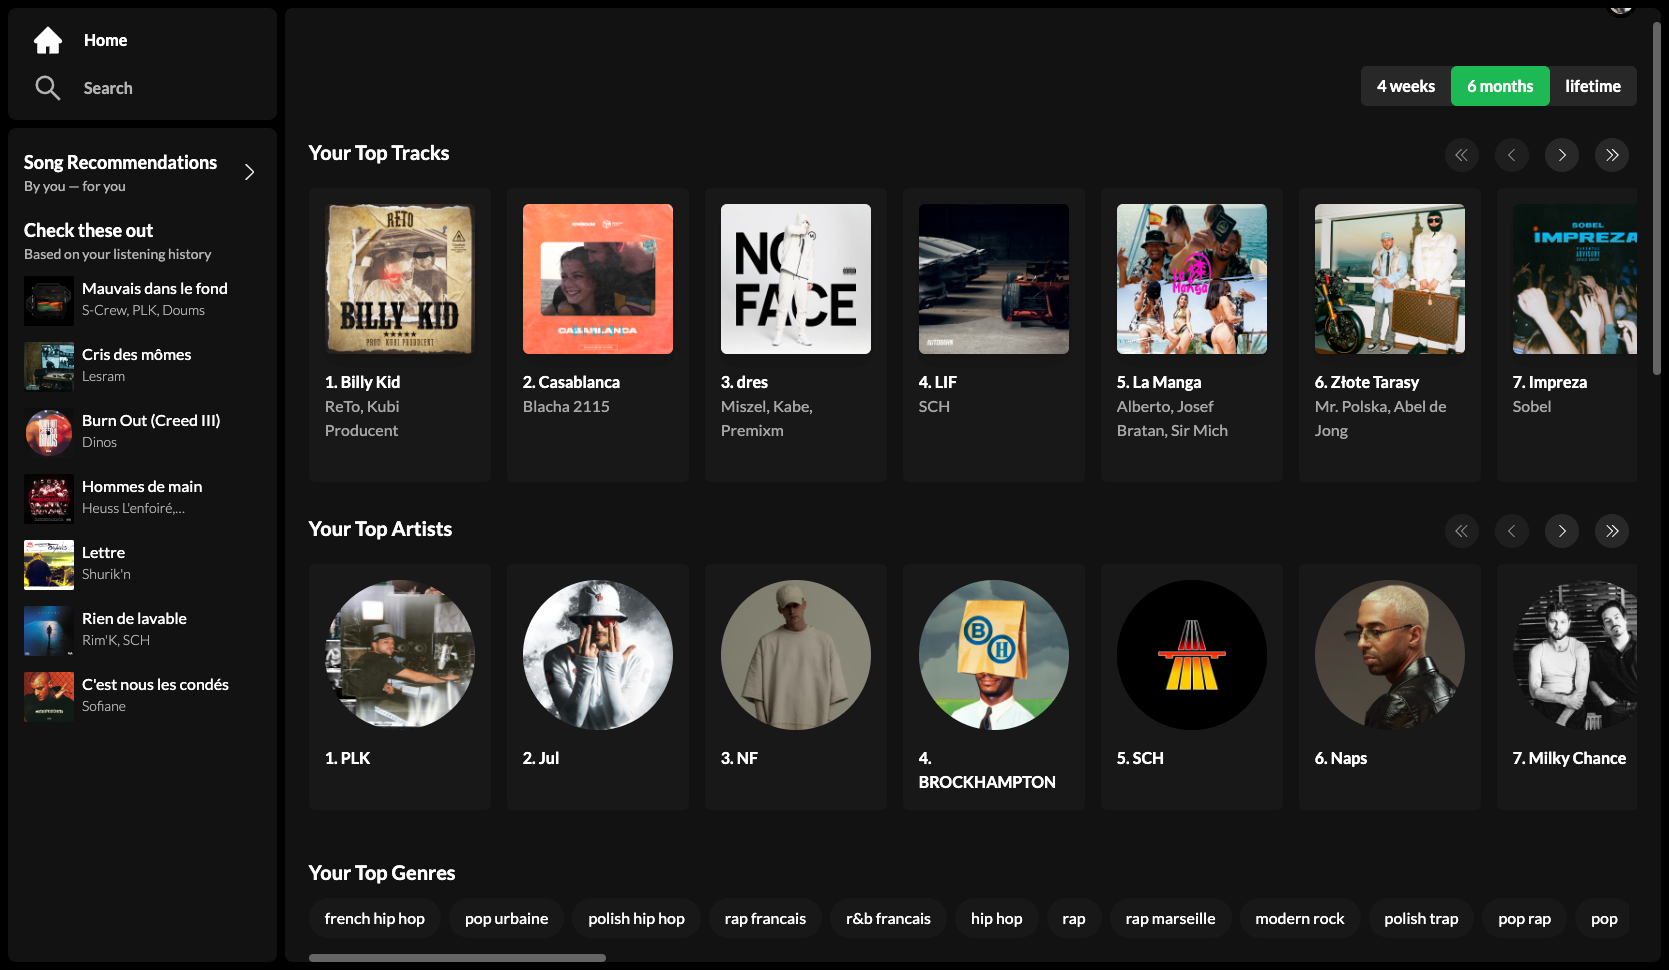 Home
Search
Song Recommendations
By you — for you
Check these out
Based on your listening history
Mauvais dans le fond
S-Crew, PLK, Doums
Cris des mômes
Lesram
Burn Out (Creed III)
Dinos
Hommes de main
Heuss L'enfoiré,...
Lettre
Shurik'n
Rien de lavable
Rim'K, SCH
C'est nous les condés
Sofiane
4 weeks
6 months
lifetime
Your Top Tracks
RETO
BILLY KID
PROD. KUBI PRODUCENT
CASABLANCA
NO
FACE
La
Manga
SOBEL
IMPREZA
1. Billy Kid
ReTo, Kubi
Producent
2. Casablanca
Blacha 2115
3. dres
Miszel, Kabe,
Premixm
4. LIF
SCH
5. La Manga
Alberto, Josef
Bratan, Sir Mich
6. Złote Tarasy
Mr. Polska, Abel de
Jong
7. Impreza
Sobel
Your Top Artists
B
H
1. PLK
2. Jul
3. NF
4.
BROCKHAMPTON
5. SCH
6. Naps
7. Milky Chance
Your Top Genres
french hip hop
pop urbaine
polish hip hop
rap francais
r&b francais
hip hop
rap
rap marseille
modern rock
polish trap
pop rap
pop